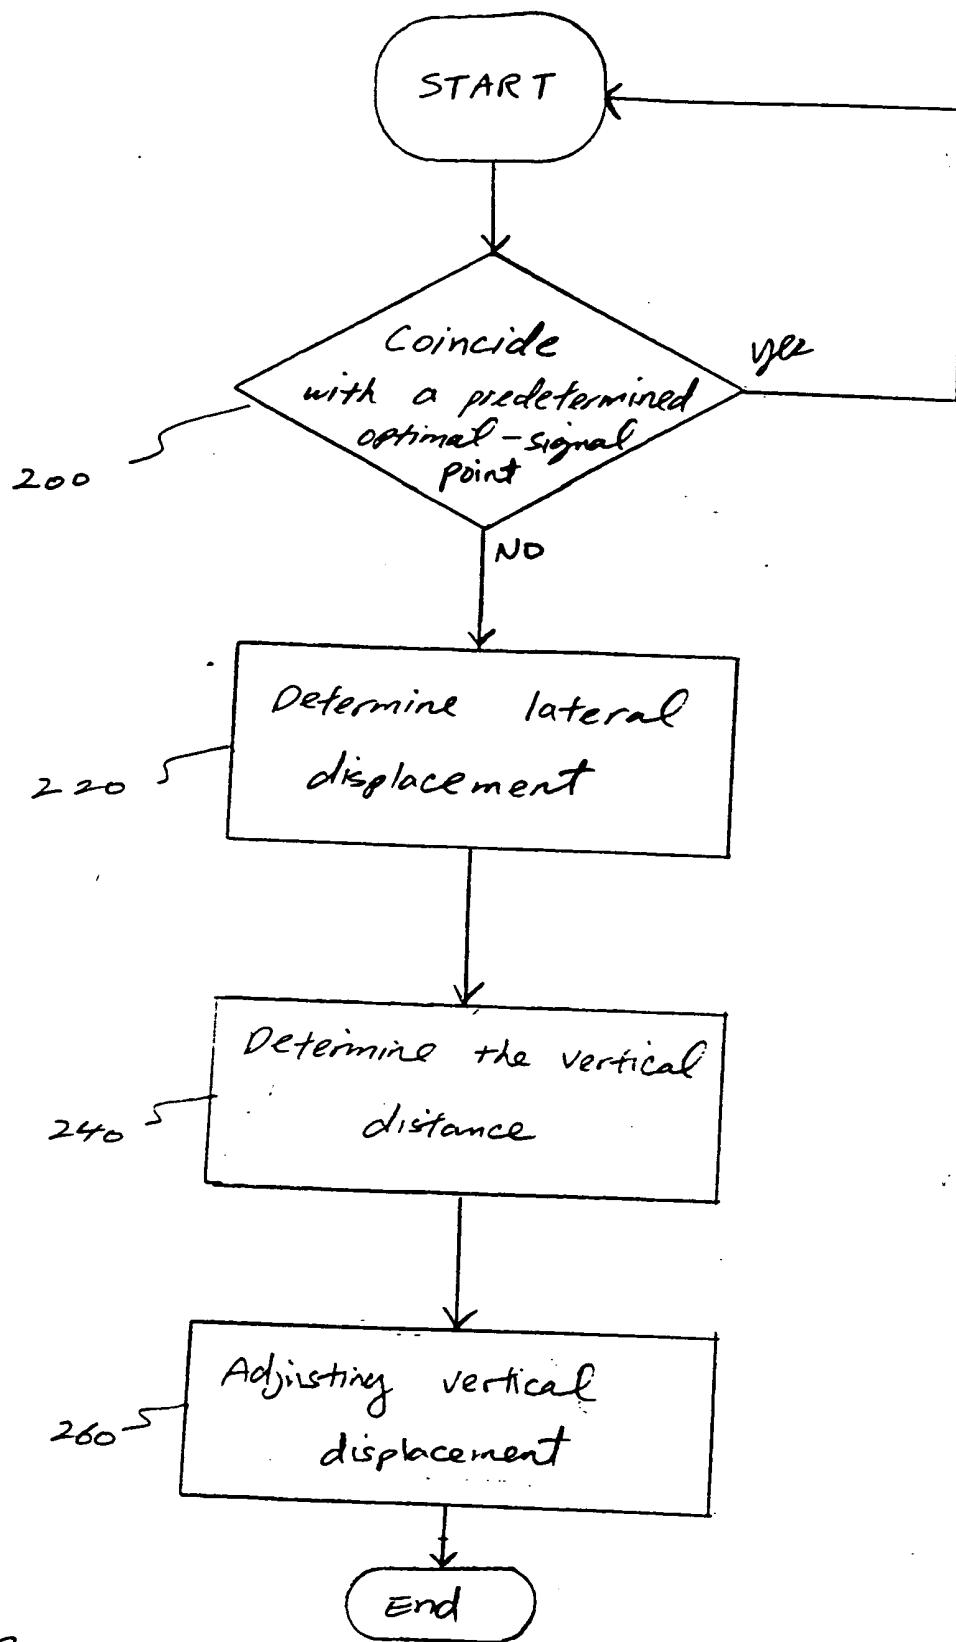 START
Coincide
with a predetermined
optimal-signal
point
yes
200
NO
Determine lateral
displacement
220
Determine the vertical
distance
240
Adjusting vertical
displacement
260
End